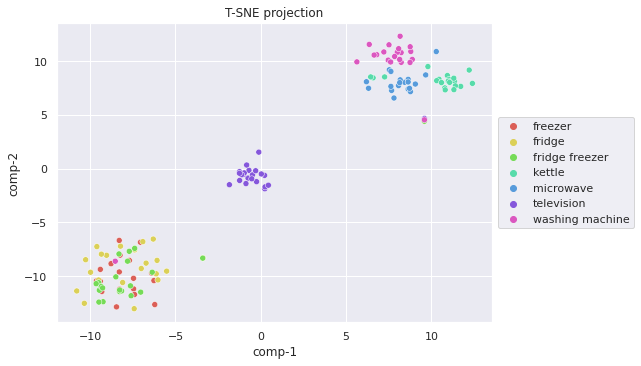 T-SNE projection
comp-2
10
5
0
−5
−10
−10
−5
0
5
10
comp-1
freezer
fridge
fridge freezer
kettle
microwave
television
washing machine